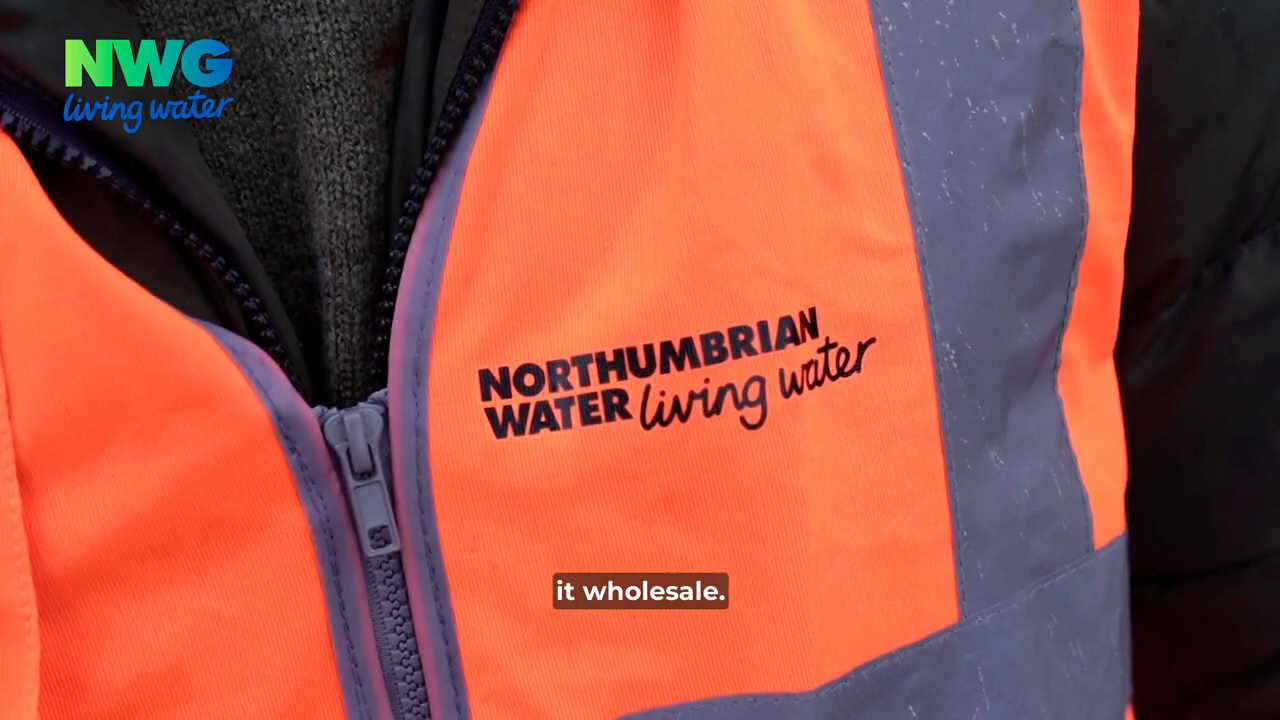 NWG
living water
NORTHUMBRIAN
WATER living water
it wholesale.